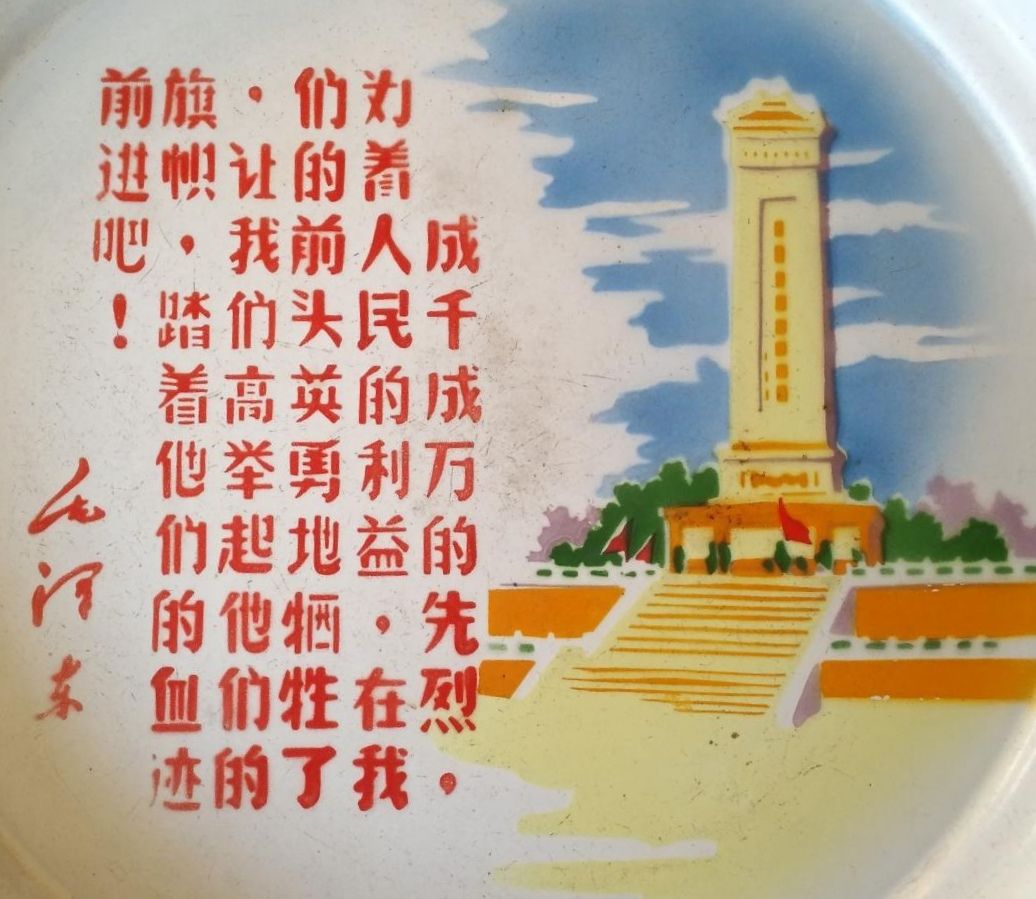 成千成万的先烈，
为着人民的利益，在我
们的前头英勇地牺牲了
，让我们高举起他们的
旗帜，踏着他们的血迹
前进吧！
毛泽东